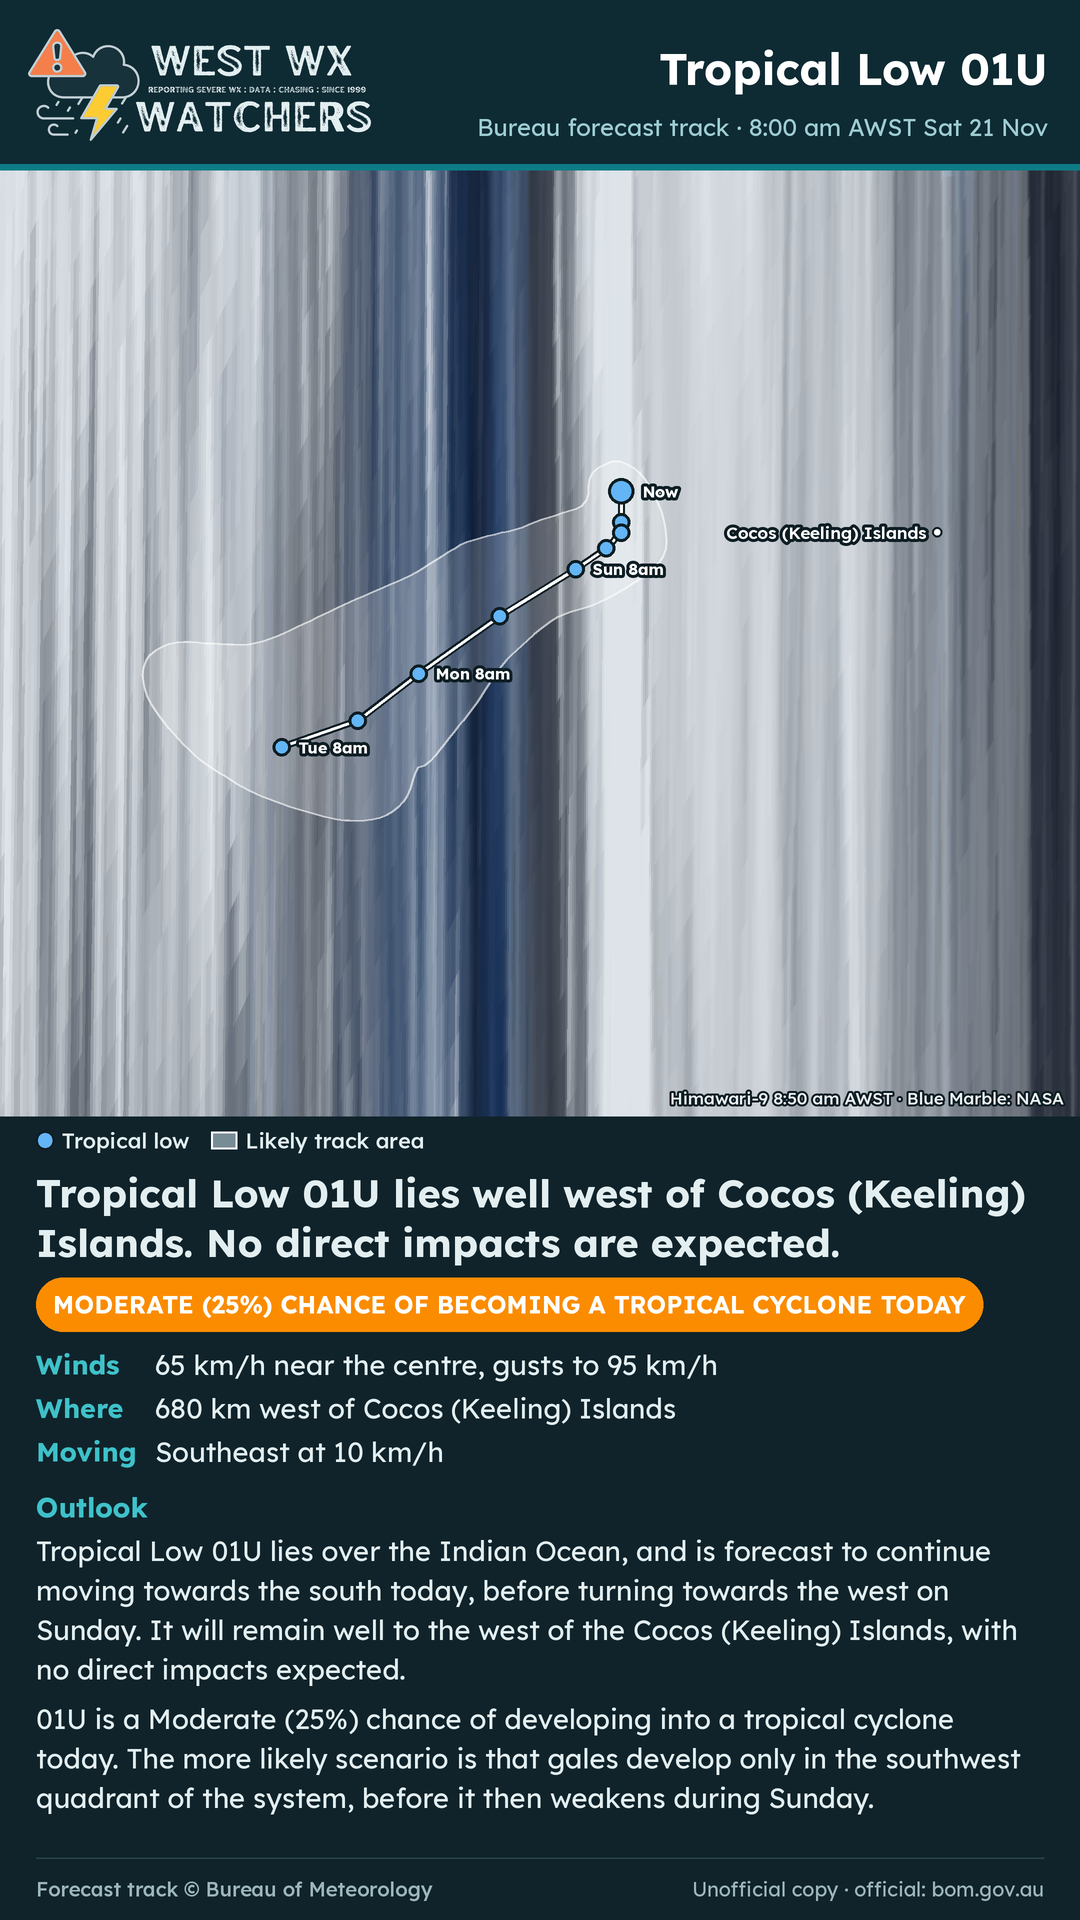 WEST WX
REPORTING SEVERE WX : DATA : CHASING : SINCE 1999
WATCHERS
Tropical Low 01U
Bureau forecast track · 8:00 am AWST Sat 21 Nov
Now
Cocos (Keeling) Islands
Sun 8am
Mon 8am
Tue 8am
Himawari-9 8:50 am AWST · Blue Marble: NASA
Tropical low
Likely track area
Tropical Low 01U lies well west of Cocos (Keeling)
Islands. No direct impacts are expected.
MODERATE (25%) CHANCE OF BECOMING A TROPICAL CYCLONE TODAY
Winds 65 km/h near the centre, gusts to 95 km/h
Where 680 km west of Cocos (Keeling) Islands
Moving Southeast at 10 km/h
Outlook
Tropical Low 01U lies over the Indian Ocean, and is forecast to continue
moving towards the south today, before turning towards the west on
Sunday. It will remain well to the west of the Cocos (Keeling) Islands, with
no direct impacts expected.
01U is a Moderate (25%) chance of developing into a tropical cyclone
today. The more likely scenario is that gales develop only in the southwest
quadrant of the system, before it then weakens during Sunday.
Forecast track © Bureau of Meteorology
Unofficial copy · official: bom.gov.au